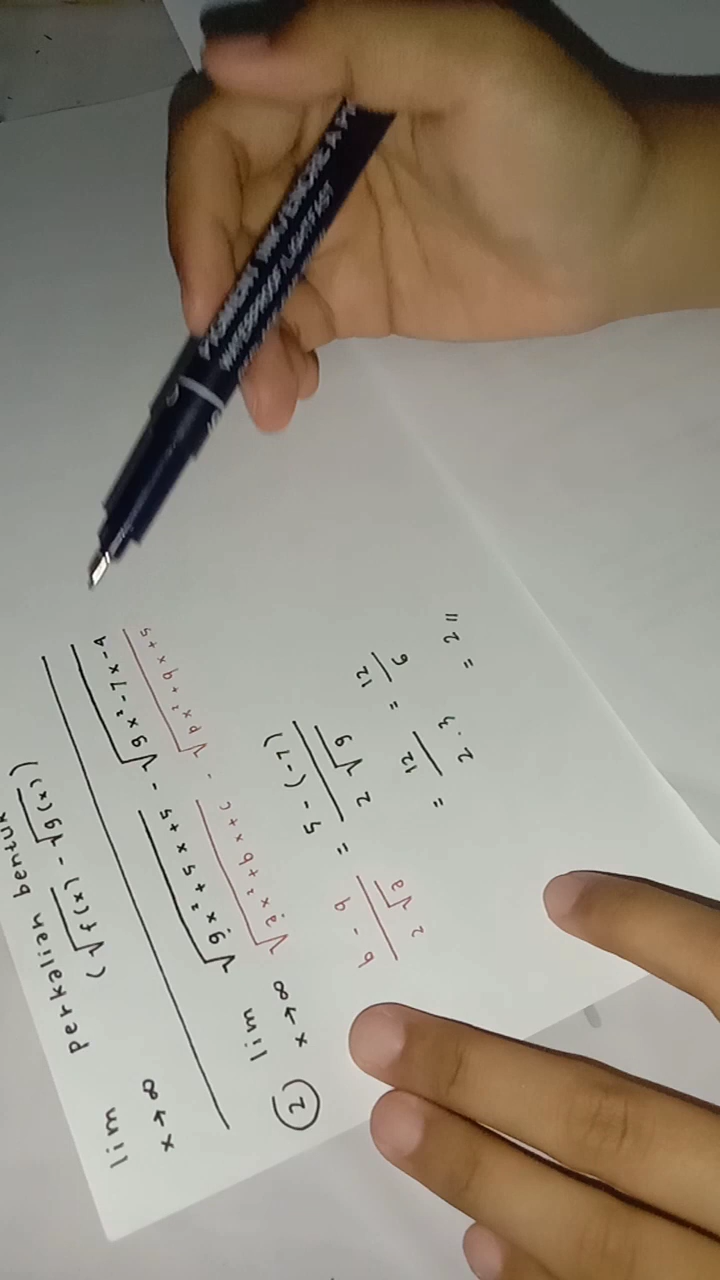 Perkalian bentuk
lim (√f(x) - √g(x))
x→∞
② lim √9x²+5x+5 - √9x²-7x-4
x→∞ √ax²+bx+c - √px²+qx+s
b - q / 2√a = 5-(-7) / 2√9
= 12 / 2.3 = 12 / 6
= 2 //